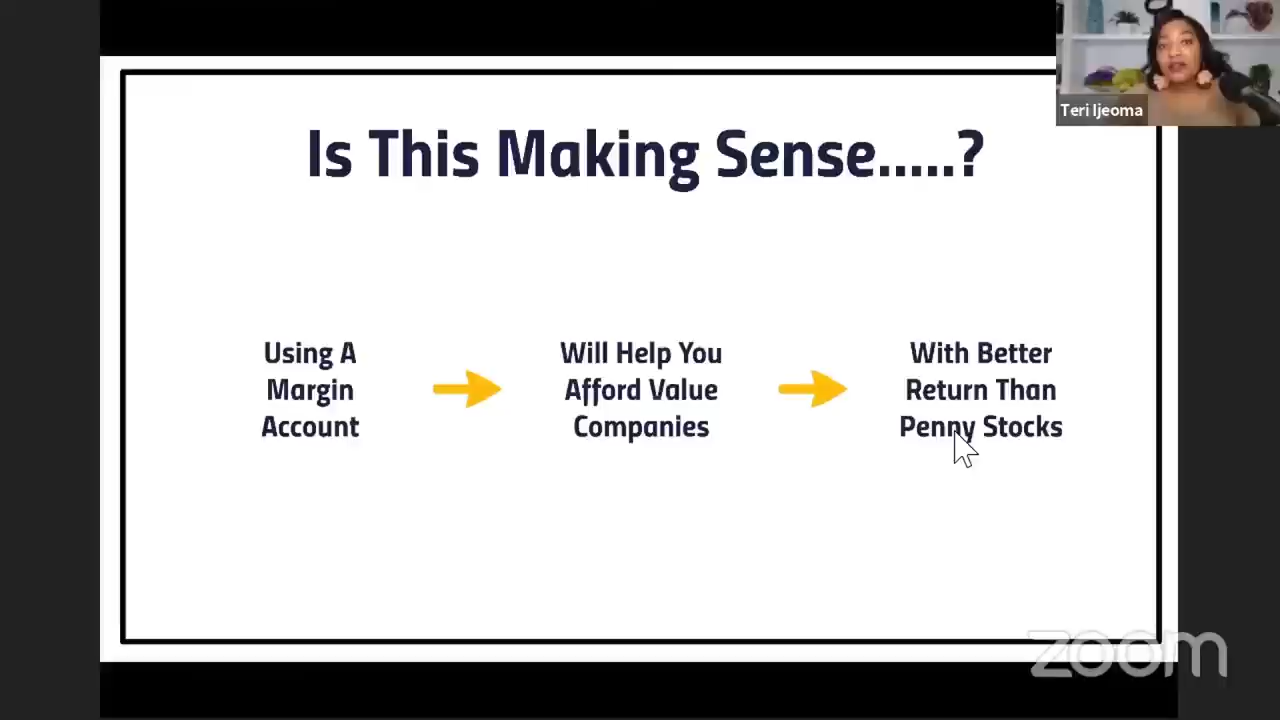 Teri Ijeoma
Is This Making Sense.....?
Using A
Margin
Account
Will Help You
Afford Value
Companies
With Better
Return Than
Penny Stocks
zoom